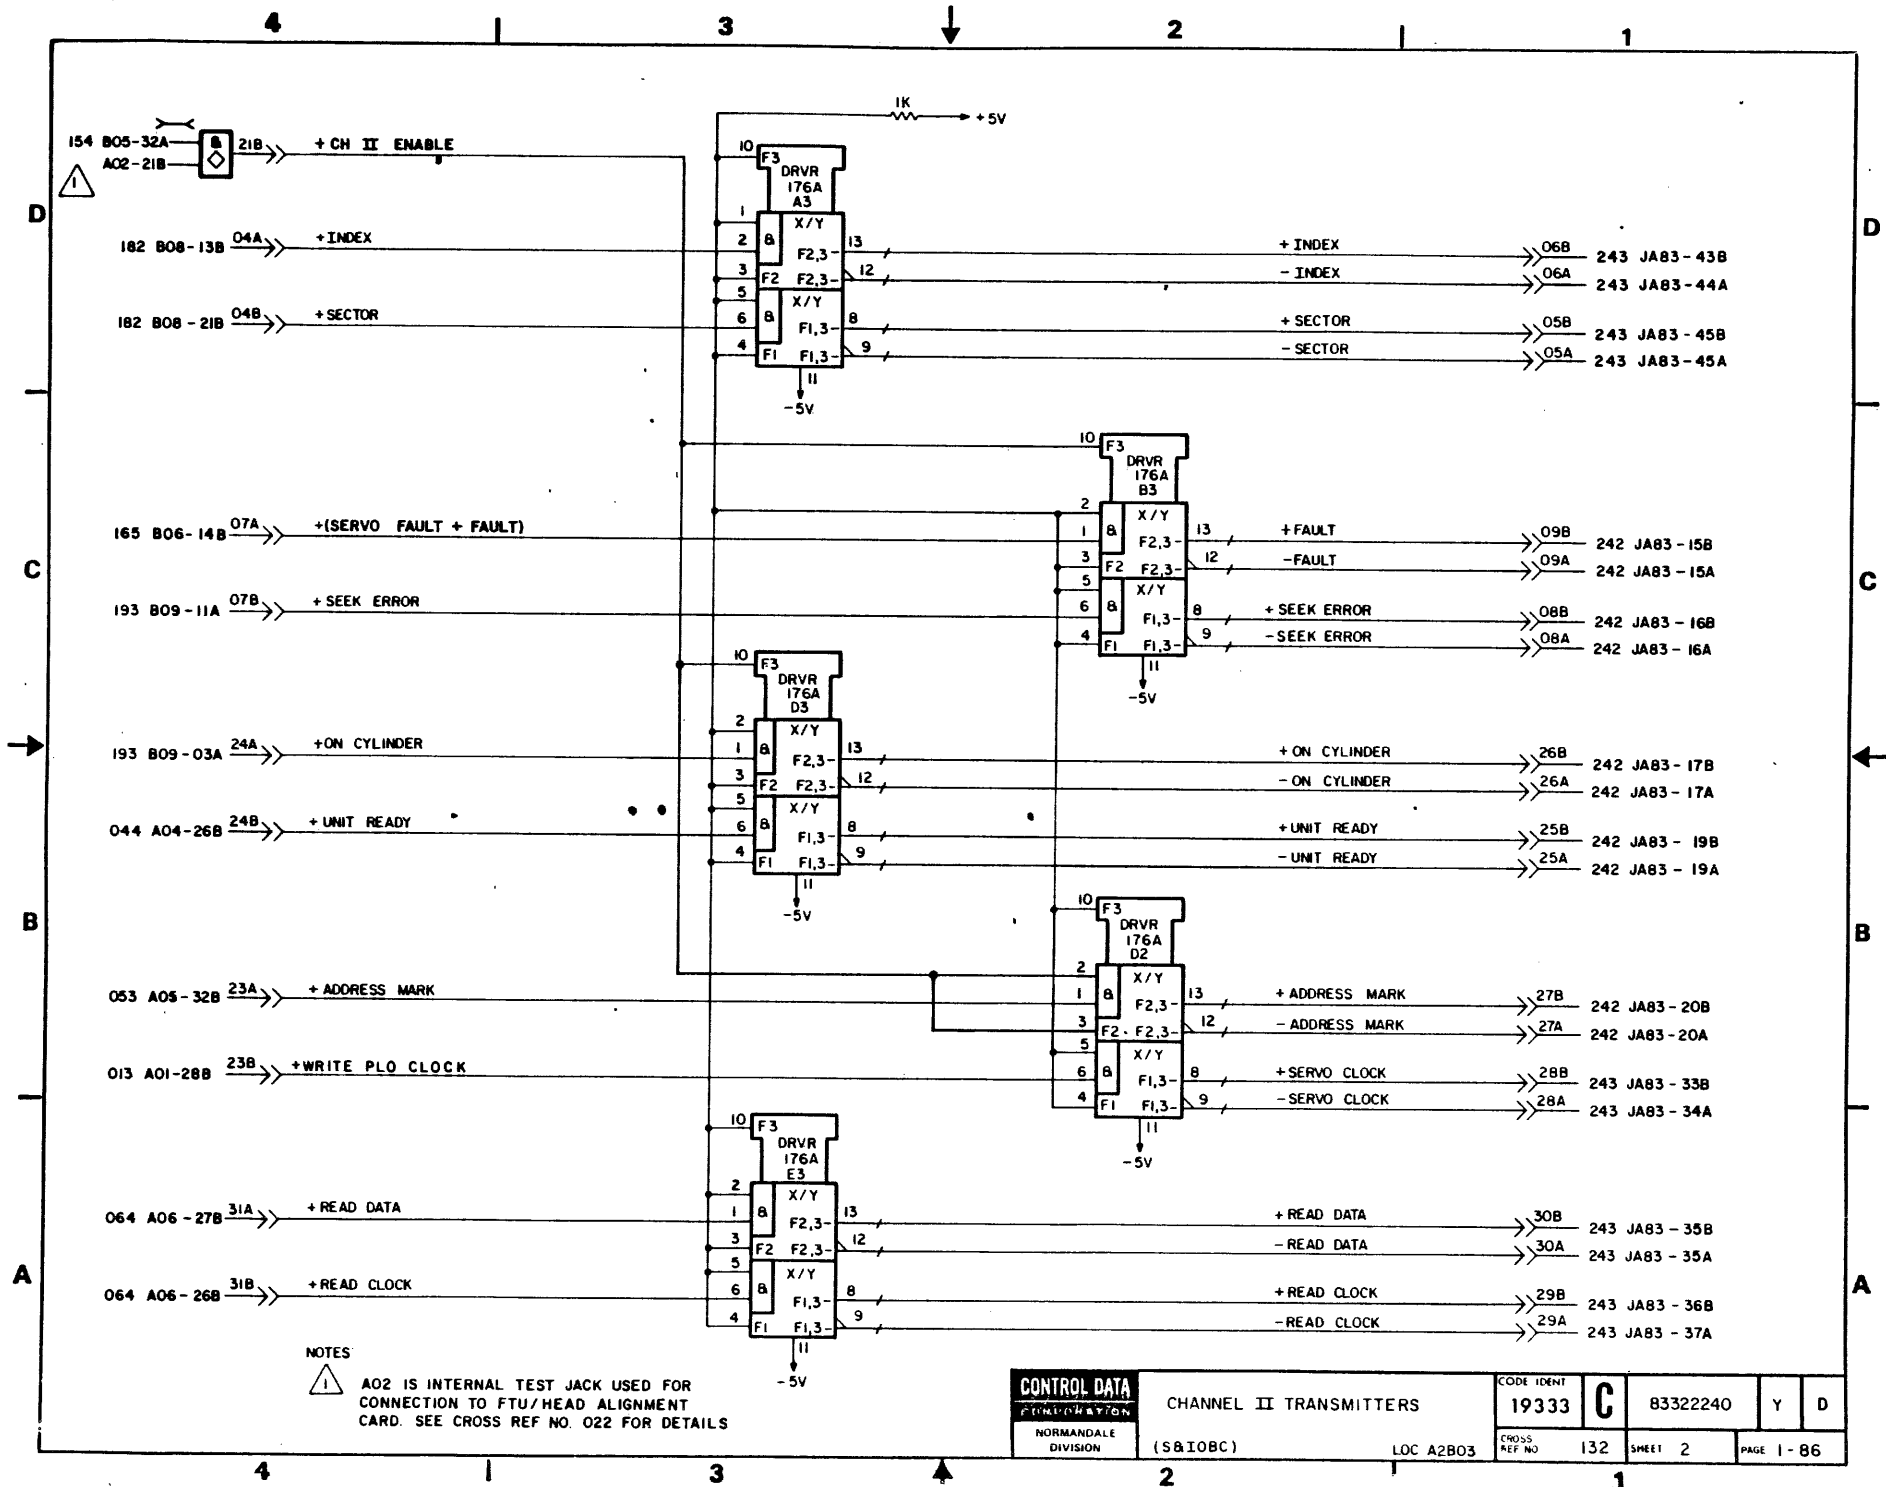 4 3 2 1
1K
+5V
154 B05-32A
A02-21B
&
21B
+ CH II ENABLE
1
D D
10 F3
DRVR
176A
A3
1 X/Y
182 B08-13B 04A +INDEX 2 & F2,3 13 +INDEX 06B 243 JA83-43B
3 F2 F2,3 12 -INDEX 06A 243 JA83-44A
5 X/Y
182 B08-21B 04B +SECTOR 6 & F1,3 8 +SECTOR 05B 243 JA83-45B
4 F1 F1,3 9 -SECTOR 05A 243 JA83-45A
11
-5V
10 F3
DRVR
176A
B3
2 X/Y
165 B06-14B 07A +(SERVO FAULT + FAULT) 1 & F2,3 13 +FAULT 09B 242 JA83-15B
3 F2 F2,3 12 -FAULT 09A 242 JA83-15A
C C
5 X/Y
193 B09-11A 07B +SEEK ERROR 6 & F1,3 8 +SEEK ERROR 08B 242 JA83-16B
4 F1 F1,3 9 -SEEK ERROR 08A 242 JA83-16A
11
-5V
10 F3
DRVR
176A
D3
2 X/Y
193 B09-03A 24A +ON CYLINDER 1 & F2,3 13 +ON CYLINDER 26B 242 JA83-17B
3 F2 F2,3 12 -ON CYLINDER 26A 242 JA83-17A
5 X/Y
044 A04-26B 24B +UNIT READY 6 & F1,3 8 +UNIT READY 25B 242 JA83-19B
4 F1 F1,3 9 -UNIT READY 25A 242 JA83-19A
11
-5V
B B
10 F3
DRVR
176A
D2
2 X/Y
053 A05-32B 23A +ADDRESS MARK 1 & F2,3 13 +ADDRESS MARK 27B 242 JA83-20B
3 F2 F2,3 12 -ADDRESS MARK 27A 242 JA83-20A
5 X/Y
013 A01-28B 23B +WRITE PLO CLOCK 6 & F1,3 8 +SERVO CLOCK 28B 243 JA83-33B
4 F1 F1,3 9 -SERVO CLOCK 28A 243 JA83-34A
11
-5V
10 F3
DRVR
176A
E3
2 X/Y
064 A06-27B 31A +READ DATA 1 & F2,3 13 +READ DATA 30B 243 JA83-35B
3 F2 F2,3 12 -READ DATA 30A 243 JA83-35A
A A
5 X/Y
064 A06-26B 31B +READ CLOCK 6 & F1,3 8 +READ CLOCK 29B 243 JA83-36B
4 F1 F1,3 9 -READ CLOCK 29A 243 JA83-37A
11
-5V
NOTES
1 A02 IS INTERNAL TEST JACK USED FOR
CONNECTION TO FTU/HEAD ALIGNMENT
CARD. SEE CROSS REF NO. 022 FOR DETAILS
CONTROL DATA
CORPORATION
NORMANDALE
DIVISION
CHANNEL II TRANSMITTERS
(S&IOBC) LOC A2B03
CODE IDENT
19333 C 83322240 Y D
CROSS
REF NO 132 SHEET 2 PAGE 1-86
4 3 2 1